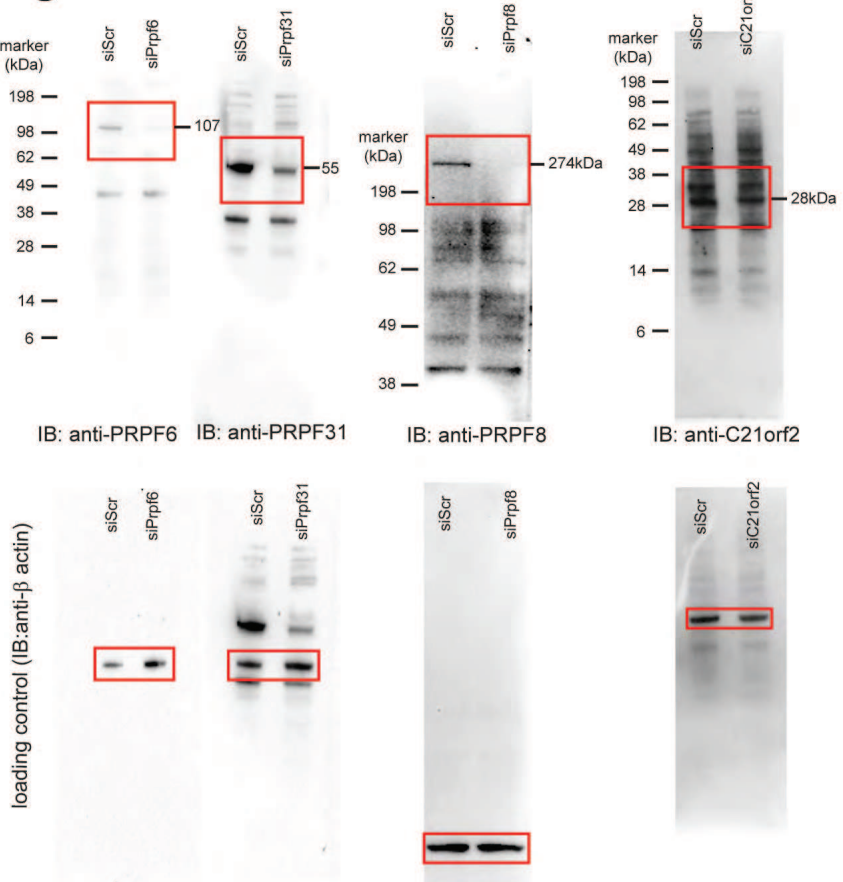 siScr
siPrpf6
marker
(kDa)
198
98
62
49
38
28
14
6
107
IB: anti-PRPF6
siScr
siPrpf31
55
IB: anti-PRPF31
siScr
siPrpf8
marker
(kDa)
198
98
62
49
38
274kDa
IB: anti-PRPF8
siScr
marker
(kDa)
198
98
62
49
38
28
14
6
28kDa
IB: anti-C21orf2
loading control (IB:anti-β actin)
siScr
siPrpf6
siScr
siPrpf31
siScr
siPrpf8
siScr
siC21orf2